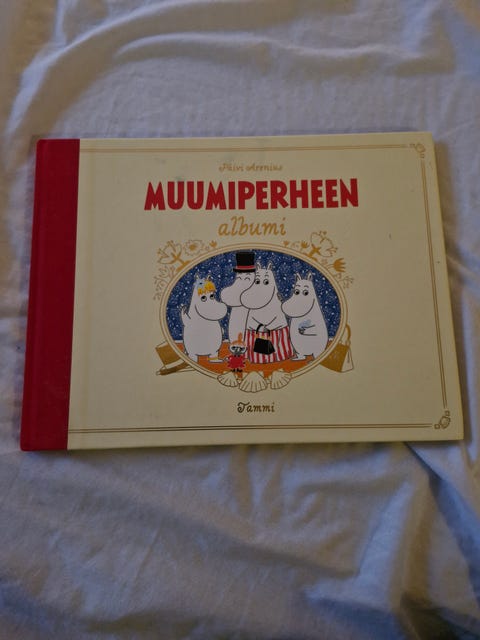 Päivi Arenius
MUUMIPERHEEN
albumi
Tammi